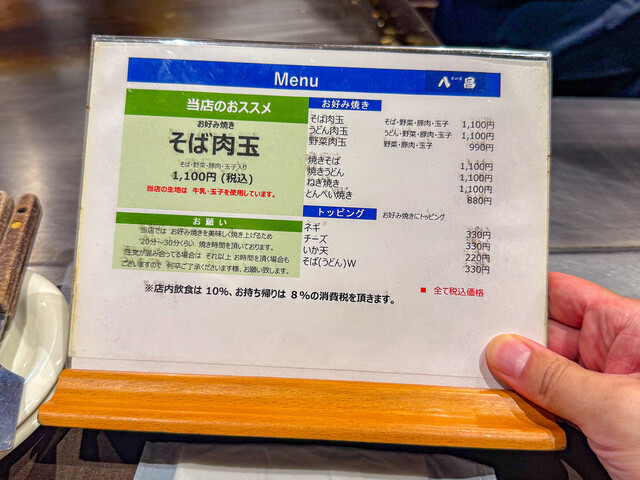 Menu
八昌
当店のおススメ
お好み焼き
そば肉玉
そば・野菜・豚肉・玉子入り
1,100円 (税込)
当店の生地は 牛乳・玉子を使用しています。
お 願 い
当店では お好み焼きを美味しく焼き上げるため
20分～30分くらい 焼き時間を頂いております。
注文が混み合ってる場合は それ以上 お時間を頂く場合も
ございますので 何卒ご了承くださいます様、お願い致します。
お好み焼き
そば肉玉 そば・野菜・豚肉・玉子 1,100円
うどん肉玉 うどん・野菜・豚肉・玉子 1,100円
野菜肉玉 野菜・豚肉・玉子 990円
焼きそば 1,100円
焼きうどん 1,100円
ねぎ焼き 1,100円
とんぺい焼き 880円
トッピング お好み焼きにトッピング
ネギ 330円
チーズ 330円
いか天 220円
そば(うどん)W 330円
■ 全て税込価格
※店内飲食は 10%、お持ち帰りは 8%の消費税を頂きます。